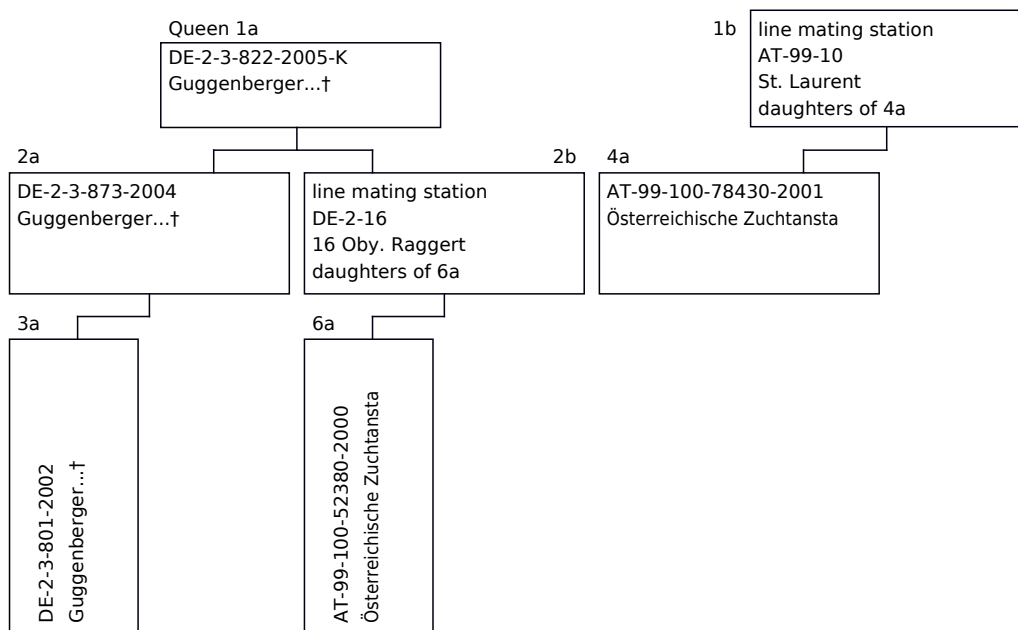 Queen 1a
DE-2-3-822-2005-K
Guggenberger...†
1b
line mating station
AT-99-10
St. Laurent
daughters of 4a
2a
DE-2-3-873-2004
Guggenberger...†
2b
line mating station
DE-2-16
16 Oby. Raggert
daughters of 6a
4a
AT-99-100-78430-2001
Österreichische Zuchtansta
3a
DE-2-3-801-2002
Guggenberger...†
6a
AT-99-100-52380-2000
Österreichische Zuchtansta